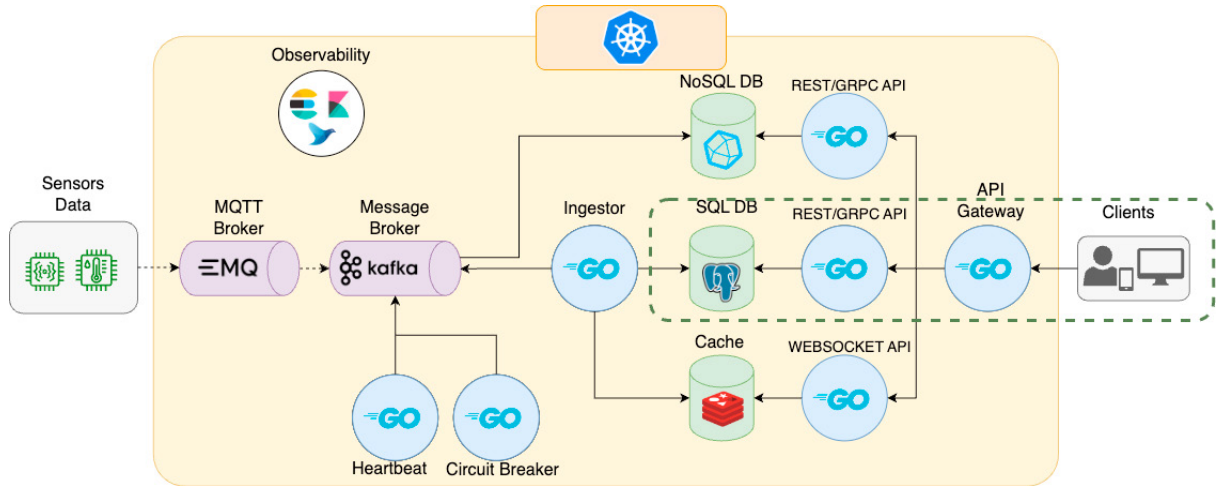 Observability
NoSQL DB
REST/GRPC API
GO
Sensors
Data
MQTT
Broker
EMQ
Message
Broker
kafka
Ingestor
GO
SQL DB
REST/GRPC API
GO
API
Gateway
GO
Clients
Cache
WEBSOCKET API
GO
GO
Heartbeat
GO
Circuit Breaker